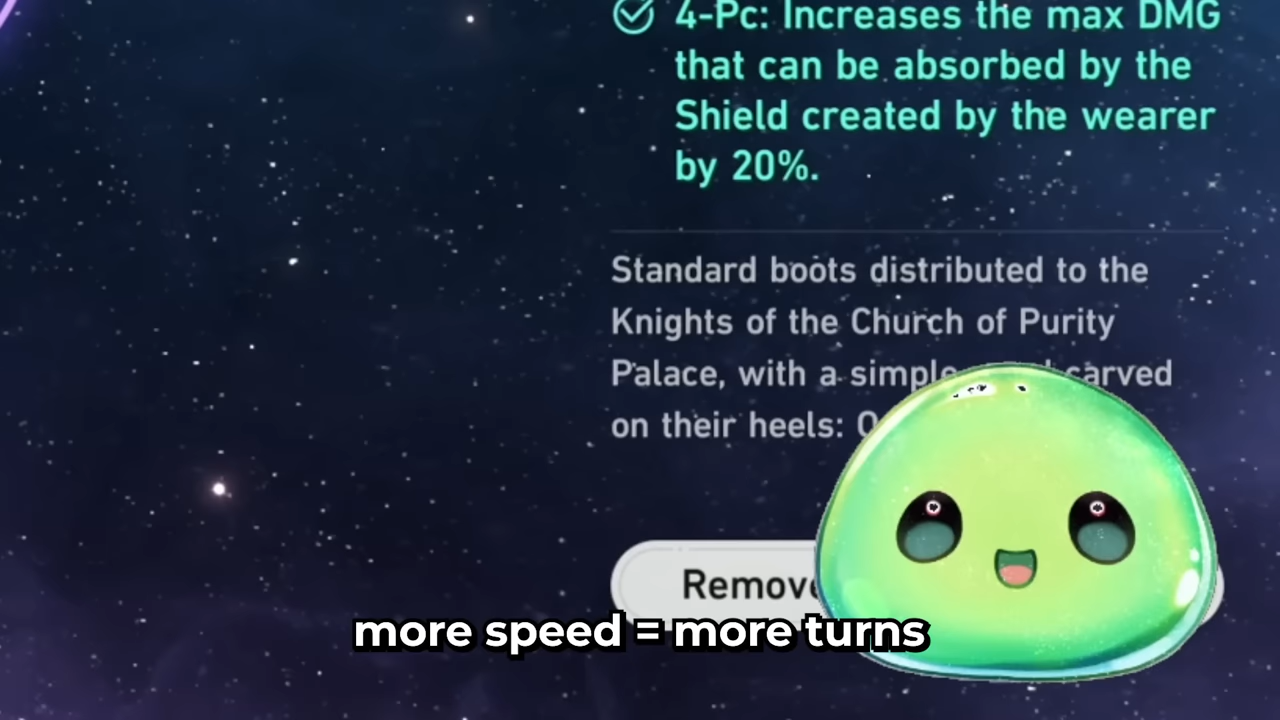 4-Pc: Increases the max DMG
that can be absorbed by the
Shield created by the wearer
by 20%.
Standard boots distributed to the
Knights of the Church of Purity
Palace, with a simple carved
on their heels:
Remove
more speed = more turns